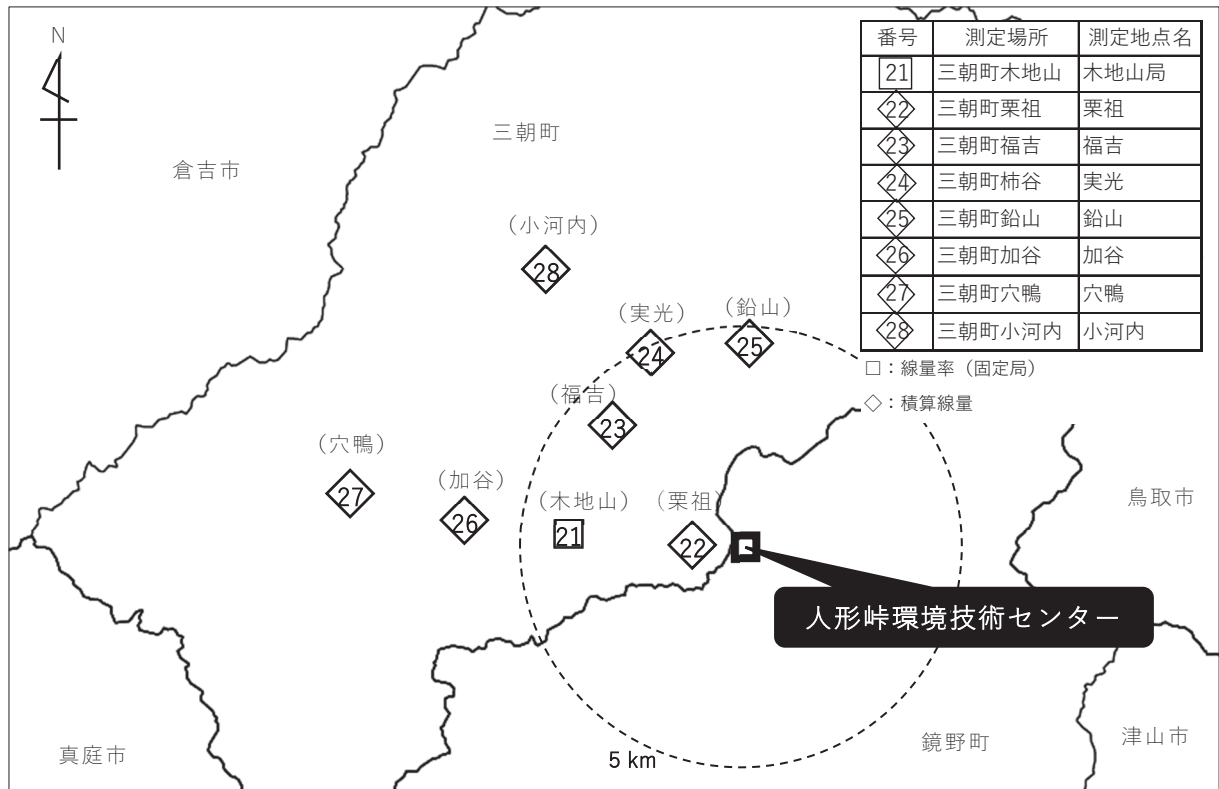 N
番号 測定場所 測定地点名
21 三朝町木地山 木地山局
22 三朝町栗祖 栗祖
23 三朝町福吉 福吉
24 三朝町柿谷 実光
25 三朝町鉛山 鉛山
26 三朝町加谷 加谷
27 三朝町穴鴨 穴鴨
28 三朝町小河内 小河内
□：線量率（固定局）
◇：積算線量
三朝町
倉吉市
（小河内）
28
（実光）
24
（鉛山）
25
（福吉）
23
（穴鴨）
27
（加谷）
26
（木地山）
21
（栗祖）
22
鳥取市
人形峠環境技術センター
鏡野町
津山市
真庭市
5 km